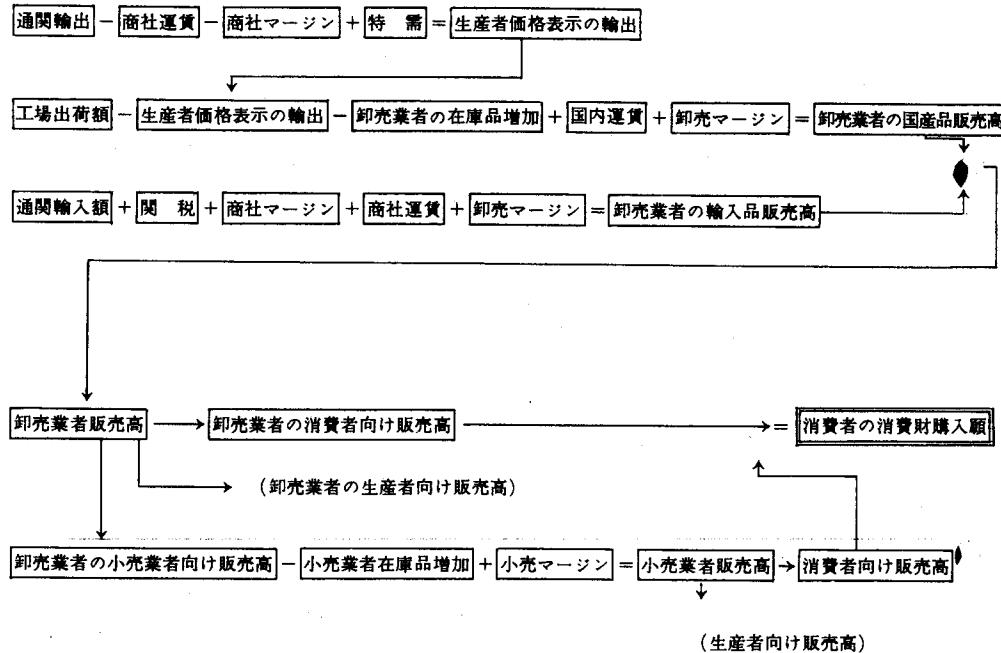 通関輸出－商社運賃－商社マージン＋特　需＝生産者価格表示の輸出
工場出荷額－生産者価格表示の輸出－卸売業者の在庫品増加＋国内運賃＋卸売マージン＝卸売業者の国産品販売高
通関輸入額＋関　税＋商社マージン＋商社運賃＋卸売マージン＝卸売業者の輸入品販売高
卸売業者販売高→卸売業者の消費者向け販売高→＝消費者の消費財購入願
（卸売業者の生産者向け販売高）
卸売業者の小売業者向け販売高－小売業者在庫品増加＋小売マージン＝小売業者販売高→消費者向け販売高
（生産者向け販売高）